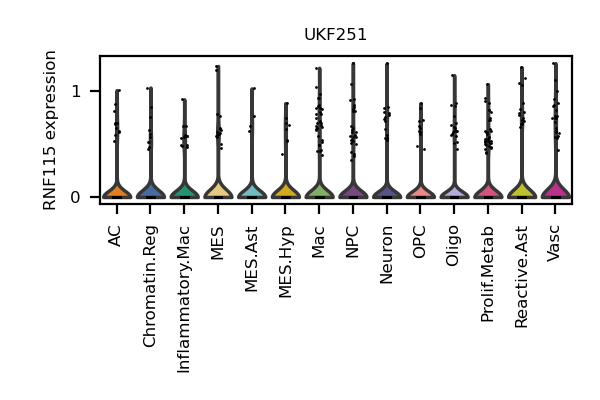 UKF251
RNF115 expression
1
0
AC
Chromatin.Reg
Inflammatory.Mac
MES
MES.Ast
MES.Hyp
Mac
NPC
Neuron
OPC
Oligo
Prolif.Metab
Reactive.Ast
Vasc